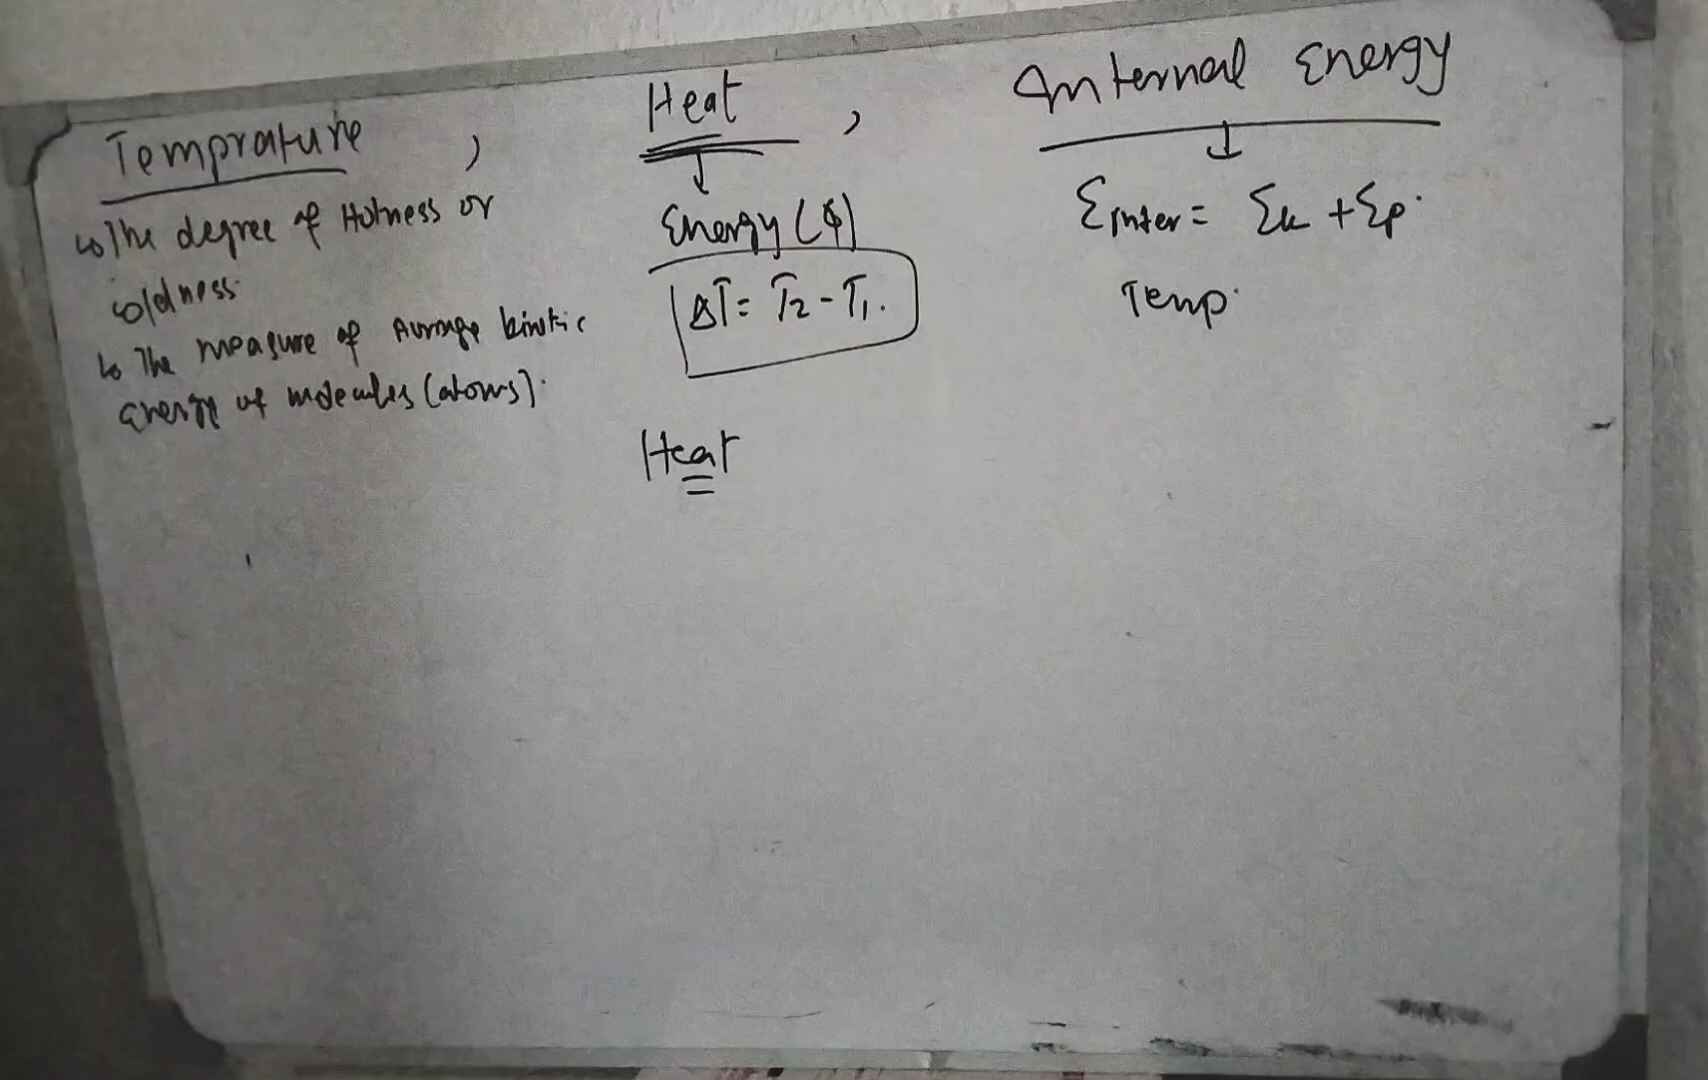 Temprature , Heat , Internal Energy
↳ The degree of Hotness or
coldness.
↳ The measure of Average kinetic
Energy of molecules (atoms).
↓
Energy (Q)
ΔT = T2 - T1.
Heat
↓
Einter = Ek + Ep.
Temp.